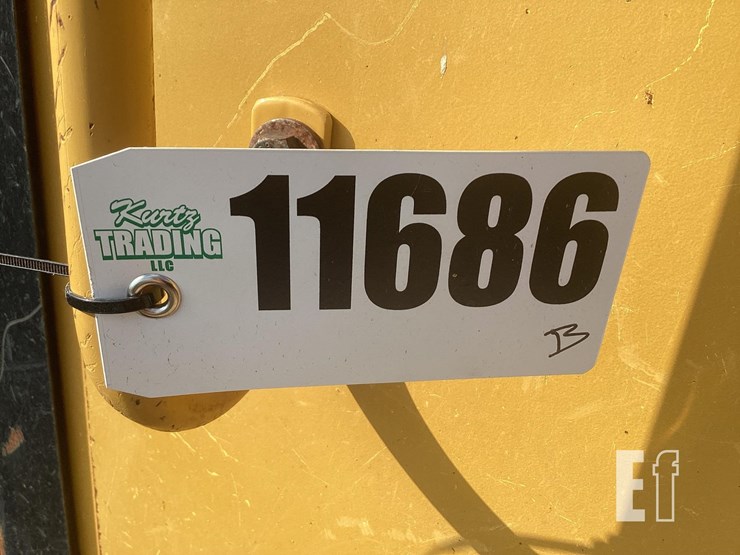 Kurtz
TRADING
LLC
11686
B
Ef